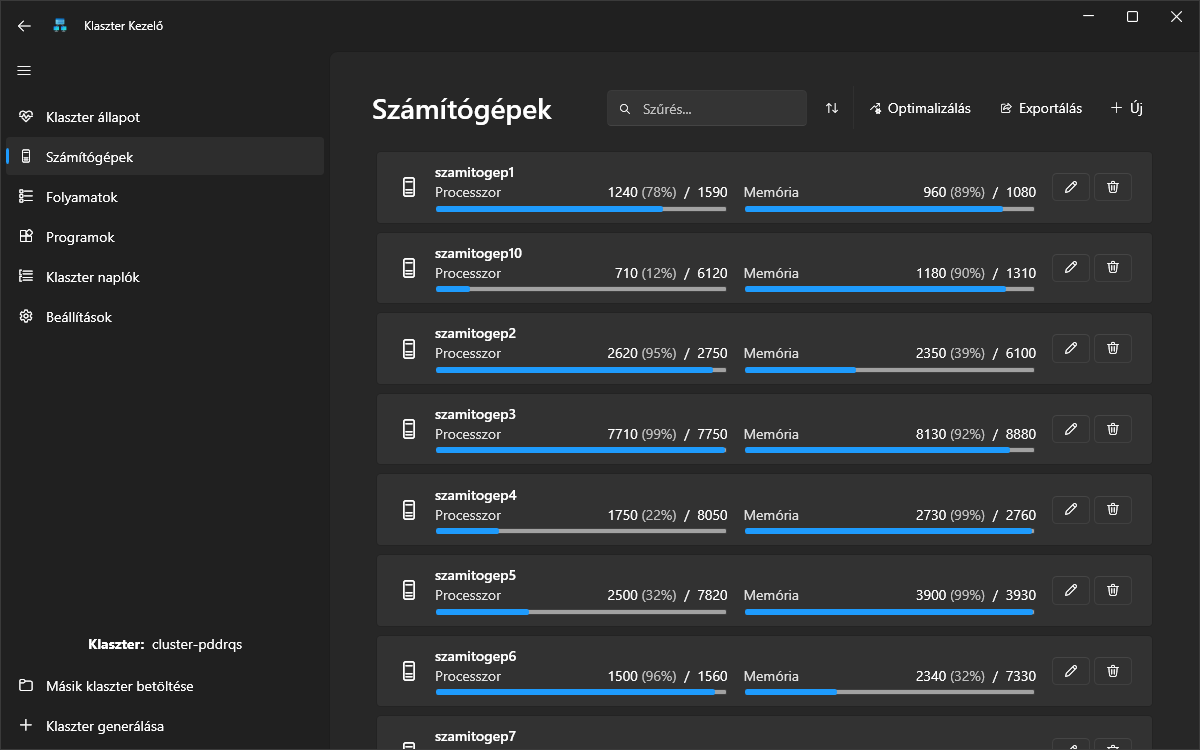 Klaszter Kezelő
Klaszter állapot
Számítógépek
Folyamatok
Programok
Klaszter naplók
Beállítások
Klaszter: cluster-pddrqs
Másik klaszter betöltése
Klaszter generálása
Számítógépek
Szűrés...
Optimalizálás
Exportálás
Új
szamitogep1
Processzor 1240 (78%) / 1590 Memória 960 (89%) / 1080
szamitogep10
Processzor 710 (12%) / 6120 Memória 1180 (90%) / 1310
szamitogep2
Processzor 2620 (95%) / 2750 Memória 2350 (39%) / 6100
szamitogep3
Processzor 7710 (99%) / 7750 Memória 8130 (92%) / 8880
szamitogep4
Processzor 1750 (22%) / 8050 Memória 2730 (99%) / 2760
szamitogep5
Processzor 2500 (32%) / 7820 Memória 3900 (99%) / 3930
szamitogep6
Processzor 1500 (96%) / 1560 Memória 2340 (32%) / 7330
szamitogep7